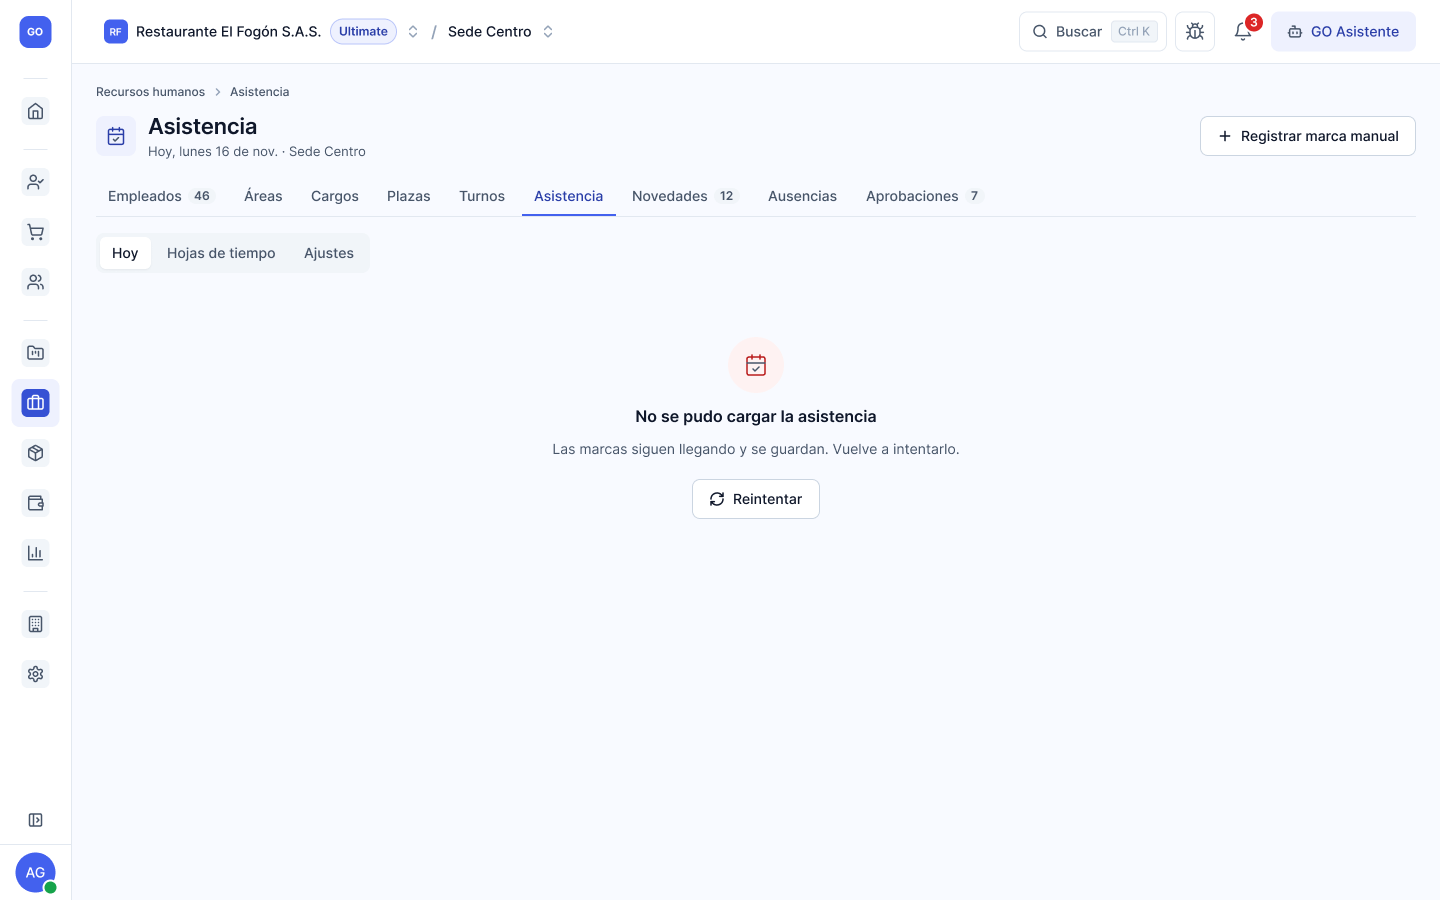 GO
RF Restaurante El Fogón S.A.S. Ultimate / Sede Centro
Buscar Ctrl K
3
GO Asistente
Recursos humanos Asistencia
Asistencia
Hoy, lunes 16 de nov. · Sede Centro
Registrar marca manual
Empleados 46 Áreas Cargos Plazas Turnos Asistencia Novedades 12 Ausencias Aprobaciones 7
Hoy Hojas de tiempo Ajustes
No se pudo cargar la asistencia
Las marcas siguen llegando y se guardan. Vuelve a intentarlo.
Reintentar
AG